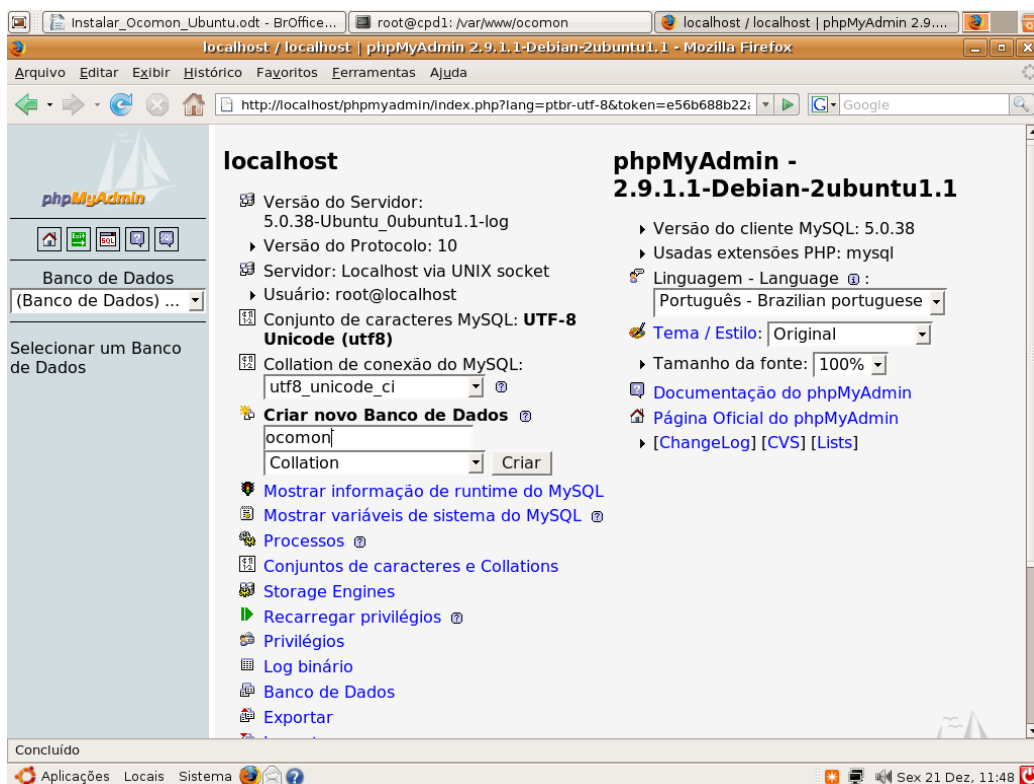 Instalar_Ocomon_Ubuntu.odt - BrOffice...
root@cpd1: /var/www/ocomon
localhost / localhost | phpMyAdmin 2.9....
localhost / localhost | phpMyAdmin 2.9.1.1-Debian-2ubuntu1.1 - Mozilla Firefox
Arquivo Editar Exibir Histórico Favoritos Ferramentas Ajuda
http://localhost/phpmyadmin/index.php?lang=ptbr-utf-8&token=e56b688b22
Google
phpMyAdmin
SQL
Banco de Dados
(Banco de Dados) ...
Selecionar um Banco
de Dados
localhost
Versão do Servidor:
5.0.38-Ubuntu_0ubuntu1.1-log
Versão do Protocolo: 10
Servidor: Localhost via UNIX socket
Usuário: root@localhost
Conjunto de caracteres MySQL: UTF-8
Unicode (utf8)
Collation de conexão do MySQL:
utf8_unicode_ci
Criar novo Banco de Dados
ocomon
Collation
Criar
Mostrar informação de runtime do MySQL
Mostrar variáveis de sistema do MySQL
Processos
Conjuntos de caracteres e Collations
Storage Engines
Recarregar privilégios
Privilégios
Log binário
Banco de Dados
Exportar
phpMyAdmin -
2.9.1.1-Debian-2ubuntu1.1
Versão do cliente MySQL: 5.0.38
Usadas extensões PHP: mysql
Linguagem - Language :
Português - Brazilian portuguese
Tema / Estilo: Original
Tamanho da fonte: 100%
Documentação do phpMyAdmin
Página Oficial do phpMyAdmin
[ChangeLog] [CVS] [Lists]
Concluído
Aplicações Locais Sistema
Sex 21 Dez, 11:48